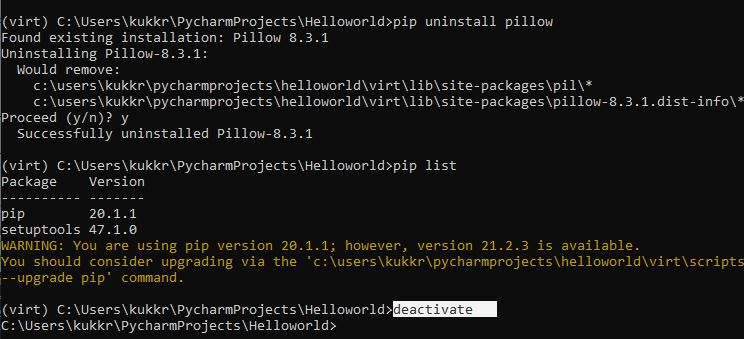 (virt) C:\Users\kukkr\PycharmProjects\Helloworld>pip uninstall pillow
Found existing installation: Pillow 8.3.1
Uninstalling Pillow-8.3.1:
  Would remove:
    c:\users\kukkr\pycharmprojects\helloworld\virt\lib\site-packages\pil\*
    c:\users\kukkr\pycharmprojects\helloworld\virt\lib\site-packages\pillow-8.3.1.dist-info\*
Proceed (y/n)? y
  Successfully uninstalled Pillow-8.3.1
(virt) C:\Users\kukkr\PycharmProjects\Helloworld>pip list
Package    Version
---------- -------
pip        20.1.1
setuptools 47.1.0
WARNING: You are using pip version 20.1.1; however, version 21.2.3 is available.
You should consider upgrading via the 'c:\users\kukkr\pycharmprojects\helloworld\virt\scripts
--upgrade pip' command.
(virt) C:\Users\kukkr\PycharmProjects\Helloworld>deactivate
C:\Users\kukkr\PycharmProjects\Helloworld>